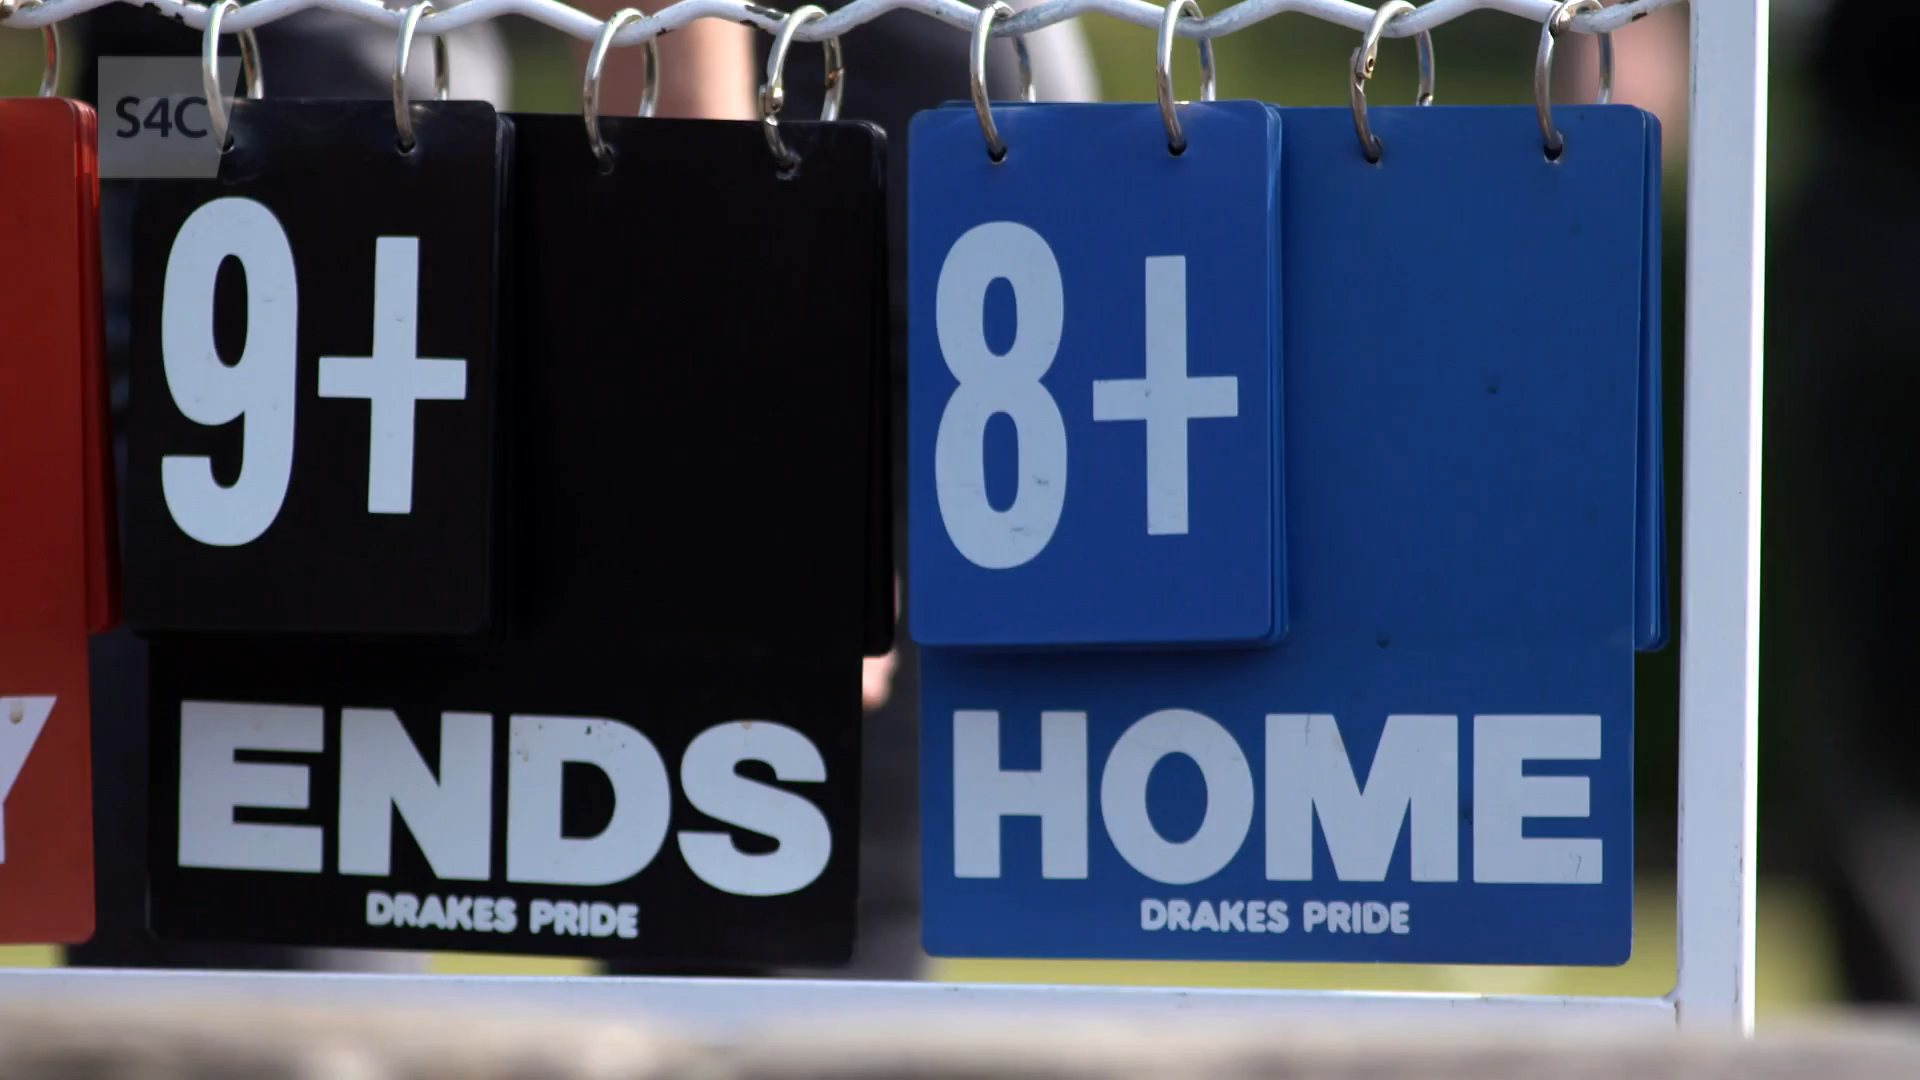 S4C
9+
8+
Y
ENDS
HOME
DRAKES PRIDE
DRAKES PRIDE